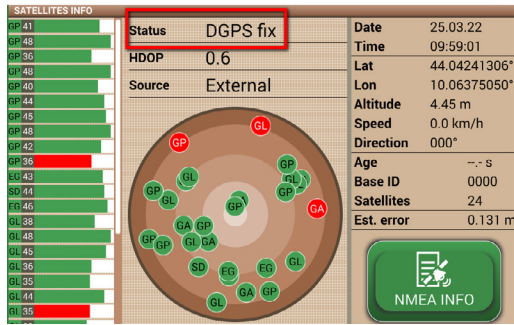 SATELLITES INFO
GP 41
GP 48
GP 36
GP 48
GP 40
GP 44
GP 45
GP 48
GP 42
GP 36
EG 43
SD 44
EG 46
GL 38
GL 48
GL 45
GL 36
GL 35
GL 44
GL 35
Status DGPS fix
HDOP 0.6
Source External
GL
GP
GP
GL
GL
GP
GP
GL
GP
GA
GA GP
GP
GP
GL GA
SD
EG
EG
GL
GL
GA
GP
Date 25.03.22
Time 09:59:01
Lat 44.04241306°
Lon 10.06375050°
Altitude 4.45 m
Speed 0.0 km/h
Direction 000°
Age --.- s
Base ID 0000
Satellites 24
Est. error 0.131 m
NMEA INFO